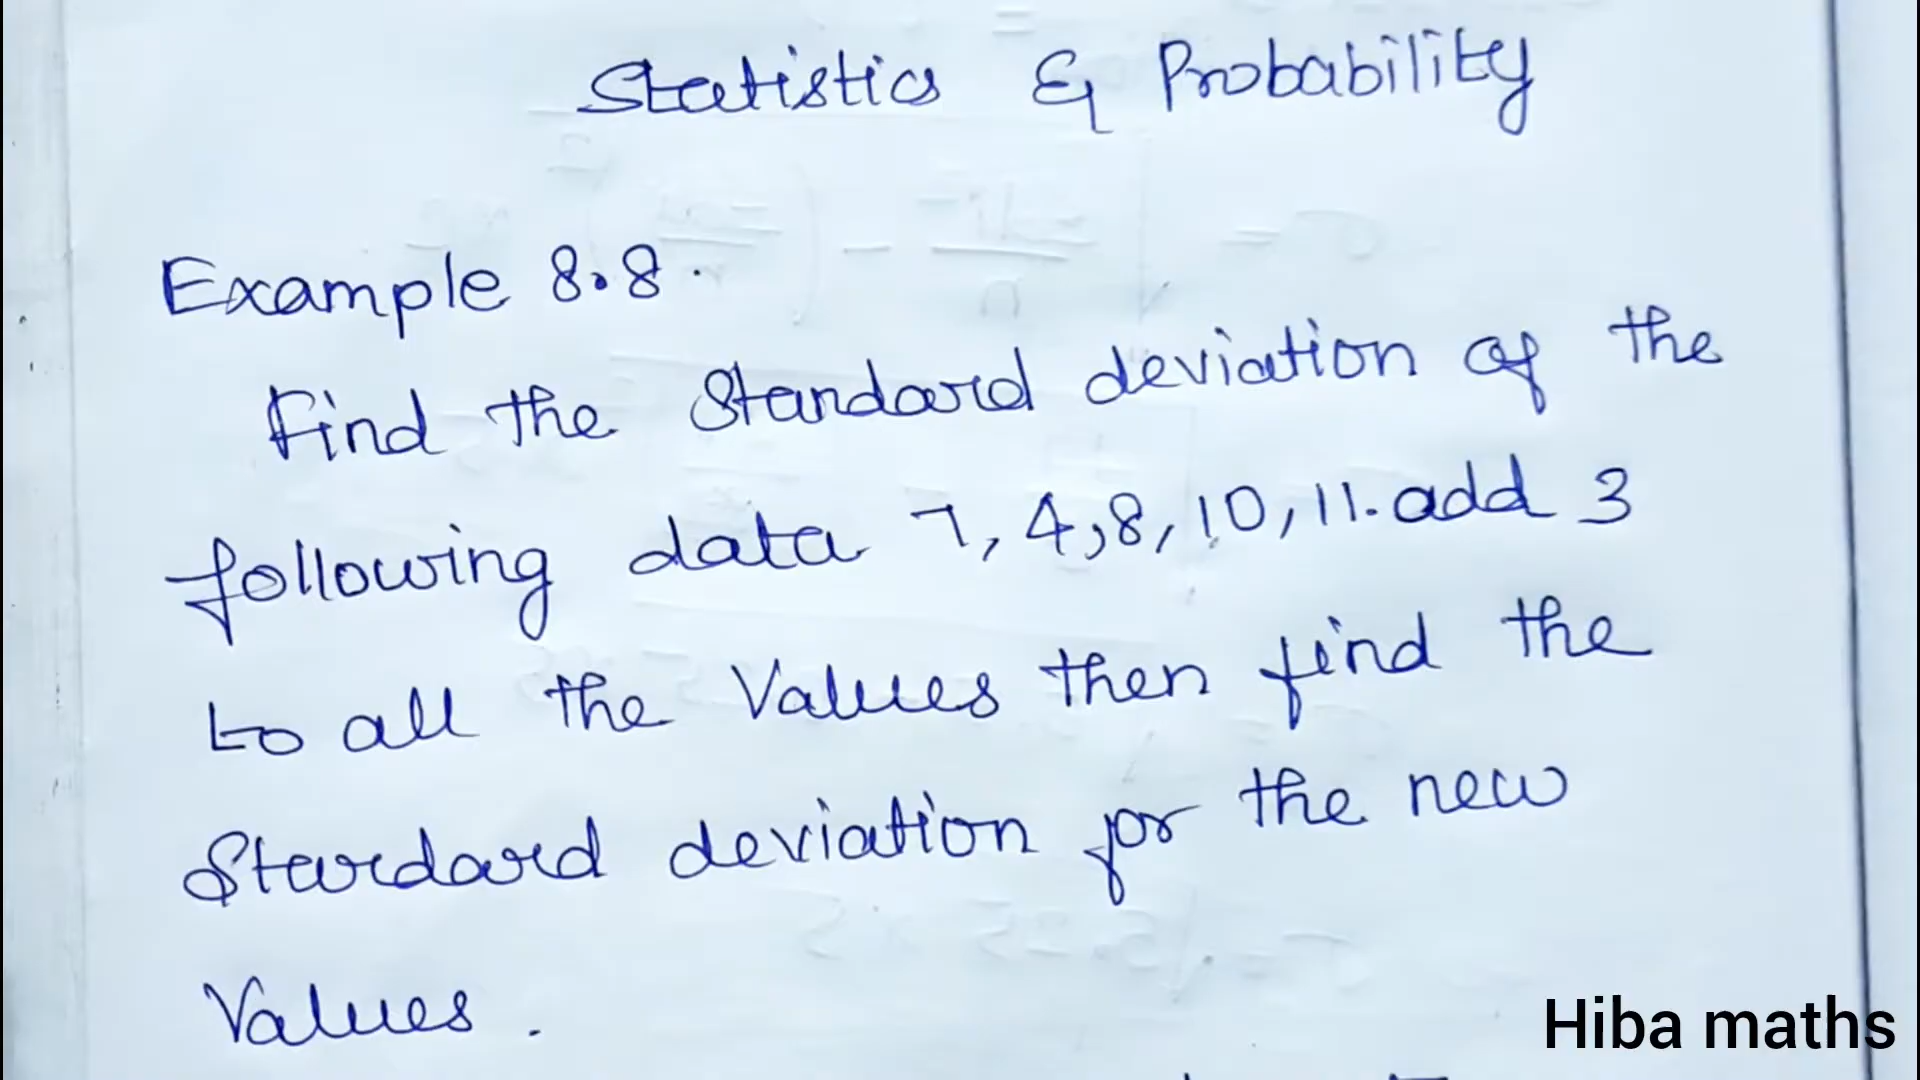 Statistics & Probability
Example 8.8.
Find the Standard deviation of the
following data 7, 4, 8, 10, 11. add 3
to all the Values then find the
Standard deviation for the new
Values.
Hiba maths